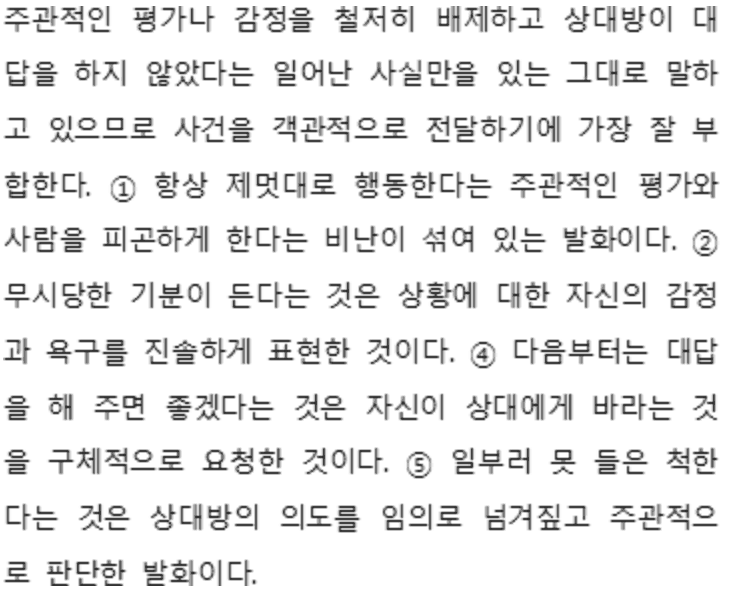 주관적인 평가나 감정을 철저히 배제하고 상대방이 대
답을 하지 않았다는 일어난 사실만을 있는 그대로 말하
고 있으므로 사건을 객관적으로 전달하기에 가장 잘 부
합한다. ① 항상 제멋대로 행동한다는 주관적인 평가와
사람을 피곤하게 한다는 비난이 섞여 있는 발화이다. ②
무시당한 기분이 든다는 것은 상황에 대한 자신의 감정
과 욕구를 진솔하게 표현한 것이다. ④ 다음부터는 대답
을 해 주면 좋겠다는 것은 자신이 상대에게 바라는 것
을 구체적으로 요청한 것이다. ⑤ 일부러 못 들은 척한
다는 것은 상대방의 의도를 임의로 넘겨짚고 주관적으
로 판단한 발화이다.